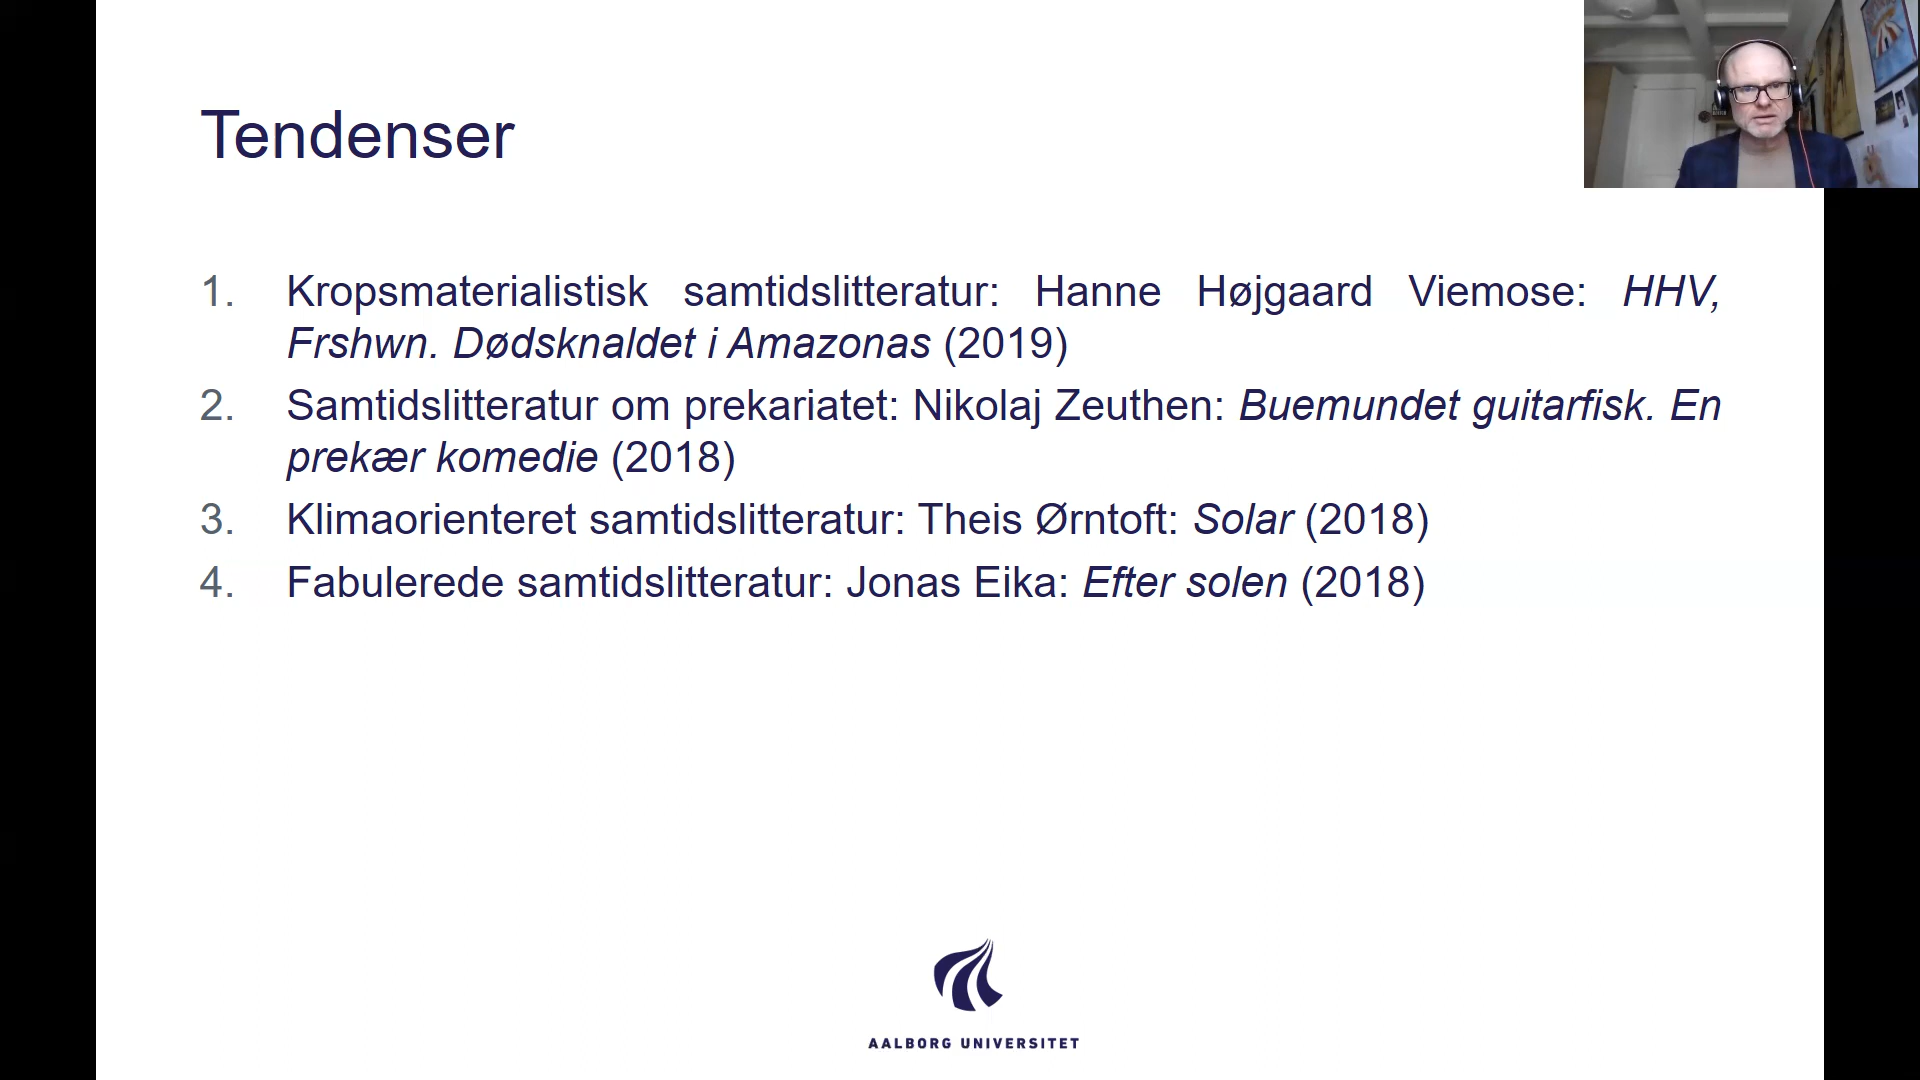 Tendenser
1. Kropsmaterialistisk samtidslitteratur: Hanne Højgaard Viemose: HHV,
Frshwn. Dødsknaldet i Amazonas (2019)
2. Samtidslitteratur om prekariatet: Nikolaj Zeuthen: Buemundet guitarfisk. En
prekær komedie (2018)
3. Klimaorienteret samtidslitteratur: Theis Ørntoft: Solar (2018)
4. Fabulerede samtidslitteratur: Jonas Eika: Efter solen (2018)
AALBORG UNIVERSITET